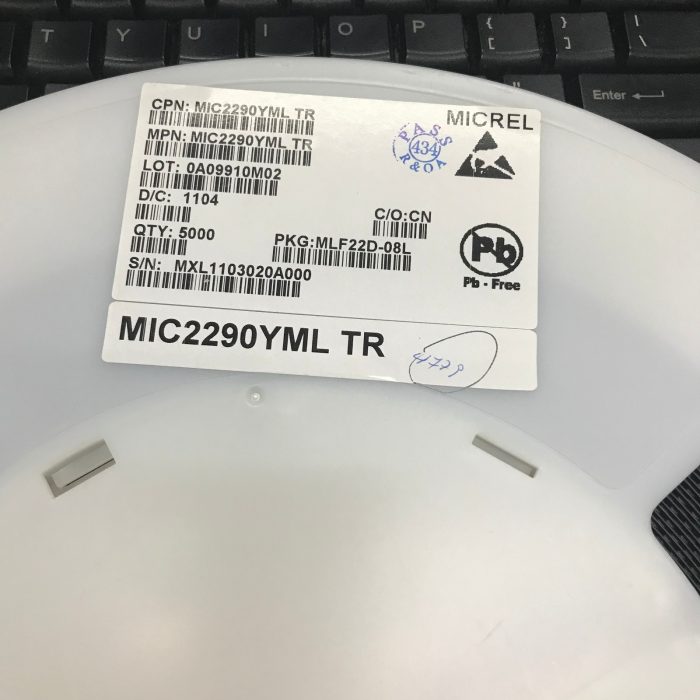 T Y U I O P { [ } ] | \
" Enter
MICREL
CPN: MIC2290YML TR
MPN: MIC2290YML TR
PASS
434
R&OA
LOT: 0A09910M02
D/C: 1104
C/O:CN
QTY: 5000
PKG:MLF22D-08L
Pb
S/N: MXL1103020A000
Pb - Free
MIC2290YML TR